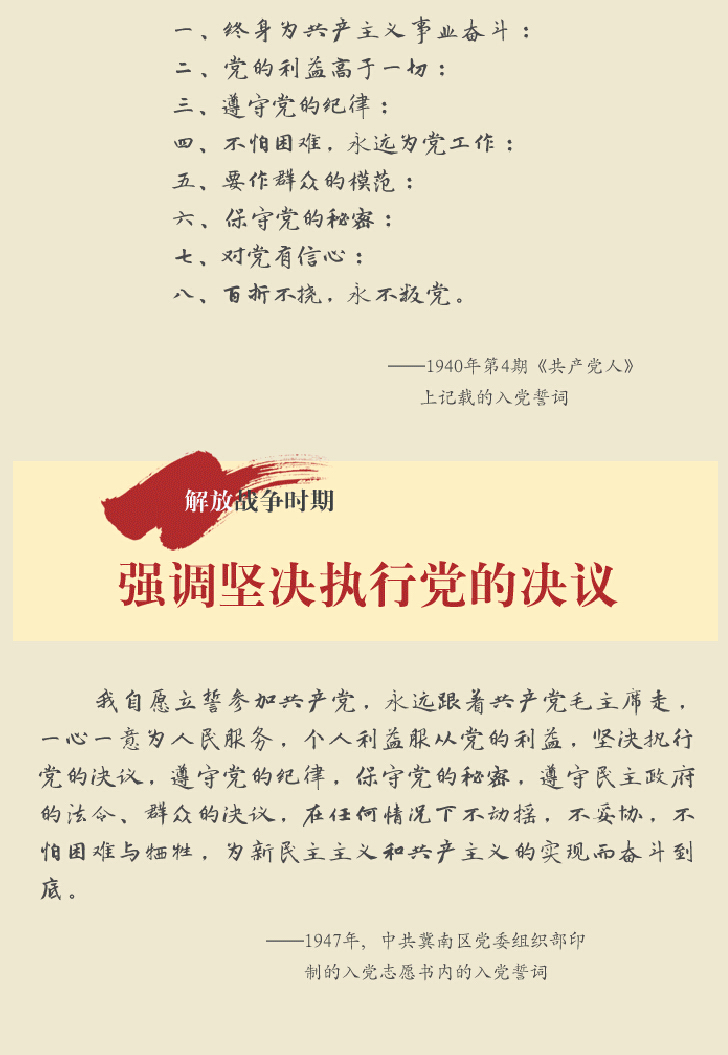 一、终身为共产主义事业奋斗：
二、党的利益高于一切：
三、遵守党的纪律：
四、不怕困难，永远为党工作：
五、要作群众的模范：
六、保守党的秘密：
七、对党有信心；
八、百折不挠，永不叛党。
——1940年第4期《共产党人》
上记载的入党誓词
解放战争时期
强调坚决执行党的决议
我自愿立誓参加共产党，永远跟着共产党毛主席走，
一心一意为人民服务，个人利益服从党的利益，坚决执行
党的决议，遵守党的纪律，保守党的秘密，遵守民主政府
的法令、群众的决议，在任何情况下不动摇，不妥协，不
怕困难与牺牲，为新民主主义和共产主义的实现而奋斗到
底。
——1947年，中共冀南区党委组织部印
制的入党志愿书内的入党誓词